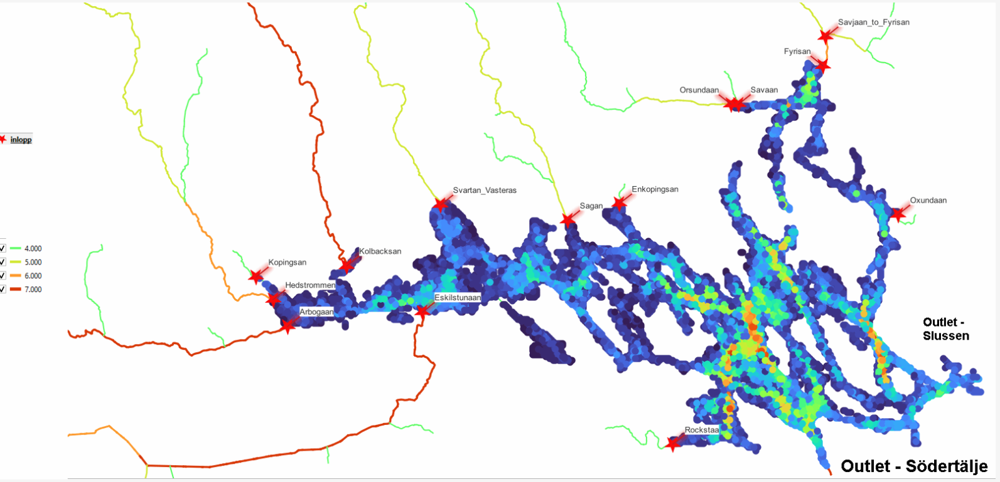 Savjaan_to_Fyrisan
Fyrisan
Orsundaan
Savaan
inlopp
Svartan_Vasteras
Enkopingsan
Sagan
Oxundaan
4.000
5.000
6.000
7.000
Kolbacksan
Kopingsan
Hedstrommen
Eskilstunaan
Arbogaan
Outlet -
Slussen
Rockstaa
Outlet - Södertälje